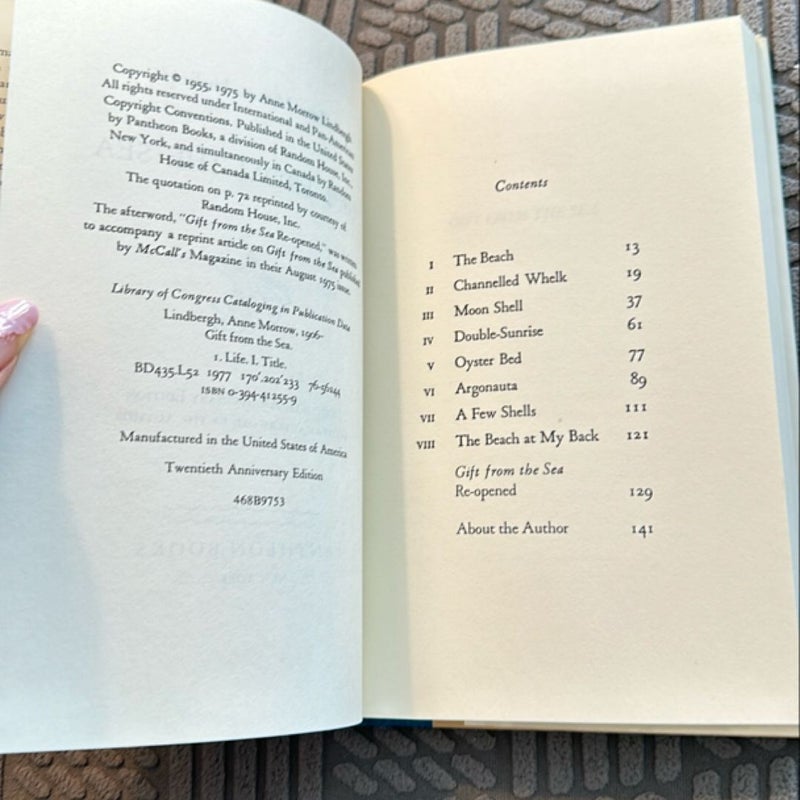 Copyright © 1955, 1975 by Anne Morrow Lindbergh
All rights reserved under International and Pan-American
Copyright Conventions. Published in the United States
by Pantheon Books, a division of Random House, Inc.,
New York, and simultaneously in Canada by Random
House of Canada Limited, Toronto.
The quotation on p. 72 reprinted by courtesy of
Random House, Inc.
The afterword, "Gift from the Sea Re-opened," was written
to accompany a reprint article on Gift from the Sea published
by McCall's Magazine in their August 1975 issue.
Library of Congress Cataloging in Publication Data
Lindbergh, Anne Morrow, 1906-
Gift from the Sea.
1. Life. I. Title.
BD435.L52 1977 170'.202'233 76-56244
ISBN 0-394-41255-9
Manufactured in the United States of America
Twentieth Anniversary Edition
468B9753
Contents
I The Beach 13
II Channelled Whelk 19
III Moon Shell 37
IV Double-Sunrise 61
V Oyster Bed 77
VI Argonauta 89
VII A Few Shells 111
VIII The Beach at My Back 121
Gift from the Sea
Re-opened 129
About the Author 141